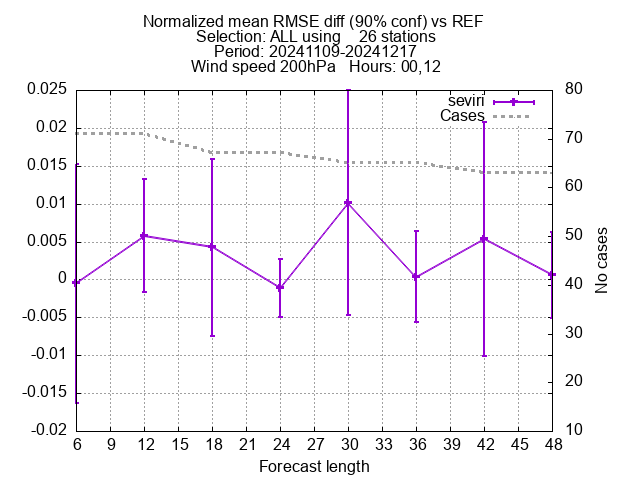 Normalized mean RMSE diff (90% conf) vs REF
Selection: ALL using 26 stations
Period: 20241109-20241217
Wind speed 200hPa Hours: 00,12
seviri
Cases
0.025
0.02
0.015
0.01
0.005
0
-0.005
-0.01
-0.015
-0.02
80
70
60
50
40
30
20
10
No cases
6 9 12 15 18 21 24 27 30 33 36 39 42 45 48
Forecast length